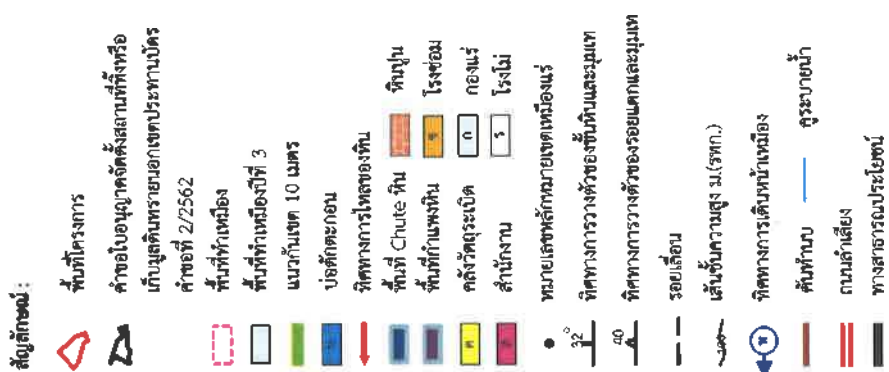 สัญลักษณ์ :
พื้นที่โครงการ
คำขอใบอนุญาตจัดตั้งสถานที่ทิ้งหรือ
เก็บมูลดินทรายนอกเขตประทานบัตร
คำขอที่ 2/2562
พื้นที่ทำเหมือง
พื้นที่ทำเหมืองปีที่ 3
แนวกันเขต 10 เมตร
บ่อดักตะกอน
ทิศทางการไหลของหิน
พื้นที่ Chute หิน
หินปูน
พื้นที่กำแพงหิน
โรงซ่อม
คลังวัตถุระเบิด
กองแร่
ก
สำนักงาน
โรงโม่
ร
หมายเลขหลักหมายเขตเหมืองแร่
32°
ทิศทางการวางตัวของชั้นหินและมุมเท
40
ทิศทางการวางตัวของรอยแตกและมุมเท
รอยเลื่อน
เส้นชั้นความสูง ม.(รทก.)
ทิศทางการเดินหน้าเหมือง
คันทำนบ
คูระบายน้ำ
ถนนลำเลียง
ทางสาธารณประโยชน์